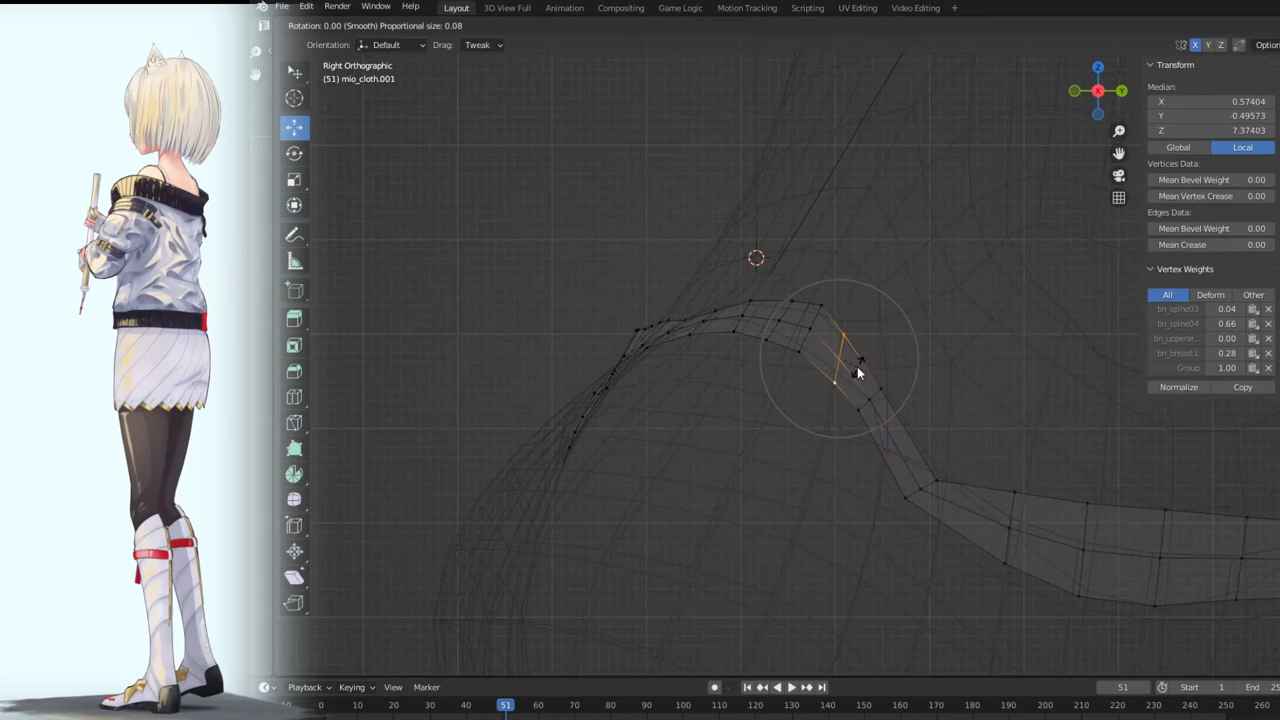 File Edit Render Window Help Layout 3D View Full Animation Compositing Game Logic Motion Tracking Scripting UV Editing Video Editing +
Rotation: 0.00 (Smooth) Proportional size: 0.08
Orientation: Default Drag: Tweak X Y Z Option
Right Orthographic
(51) mio_cloth.001
Z
X Y
Transform
Median:
X 0.57404
Y -0.49573
Z 7.37403
Global Local
Vertices Data:
Mean Bevel Weight 0.00
Mean Vertex Crease 0.00
Edges Data:
Mean Bevel Weight 0.00
Mean Crease 0.00
Vertex Weights
All Deform Other
bn_spine03 0.04
bn_spine04 0.66
bn_upperar... 0.00
bn_breast.L 0.28
Group 1.00
Normalize Copy
Playback Keying View Marker 51 Start 1 End 25
10 0 10 20 30 40 51 60 70 80 90 100 110 120 130 140 150 160 170 180 190 200 210 220 230 240 250 260